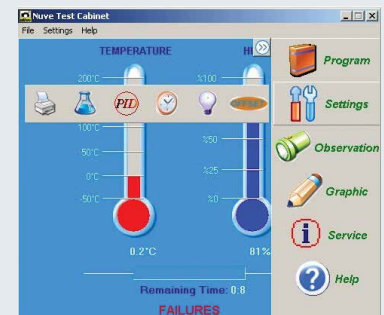 Nuve Test Cabinet
File Settings Help
TEMPERATURE
200°C
100°C
50°C
0°C
-50°C
0.2°C
%100
%50
%25
%0
81%
PID
OFFSET
Remaining Time: 0:8
FAILURES
Program
Settings
Observation
Graphic
Service
Help